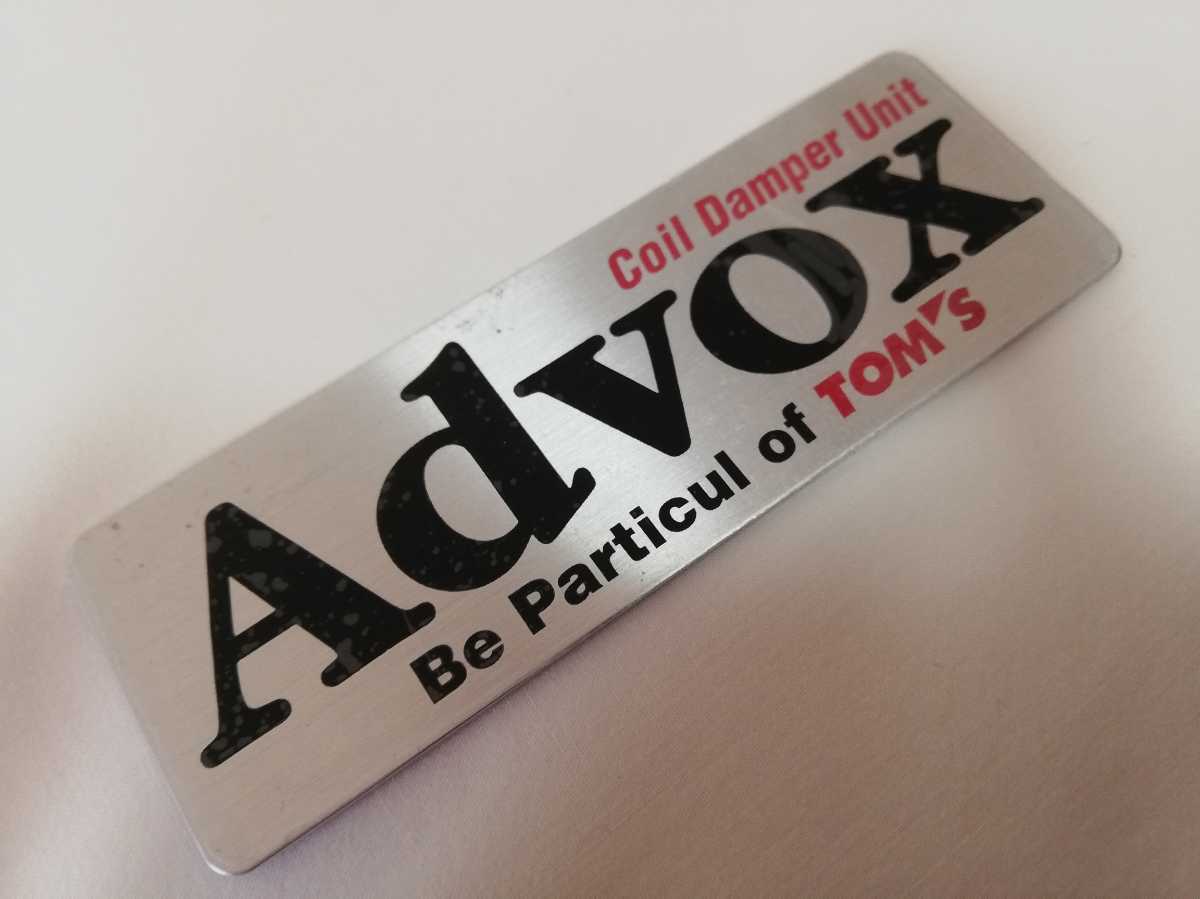 Coil Damper Unit
Advox
Be Particul of TOM'S